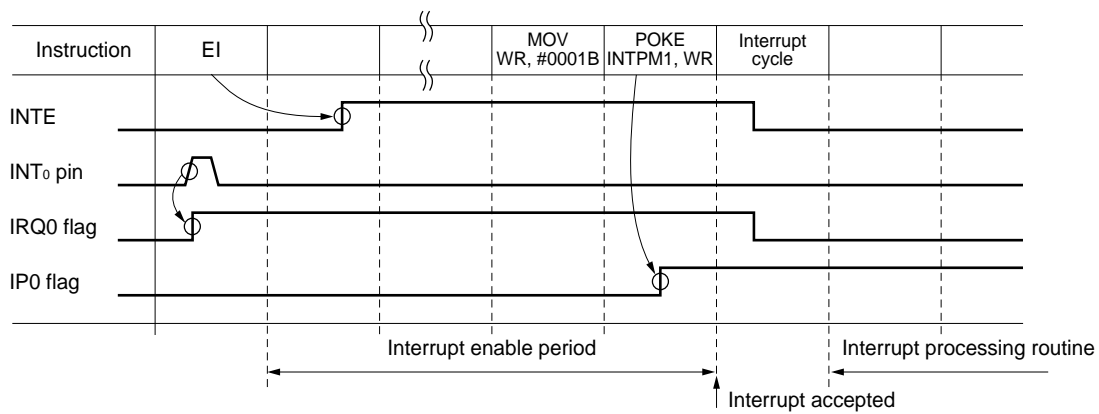 Instruction
EI
MOV
WR, #0001B
POKE
INTPM1, WR
Interrupt
cycle
INTE
INT₀ pin
IRQ0 flag
IP0 flag
Interrupt enable period
Interrupt processing routine
Interrupt accepted